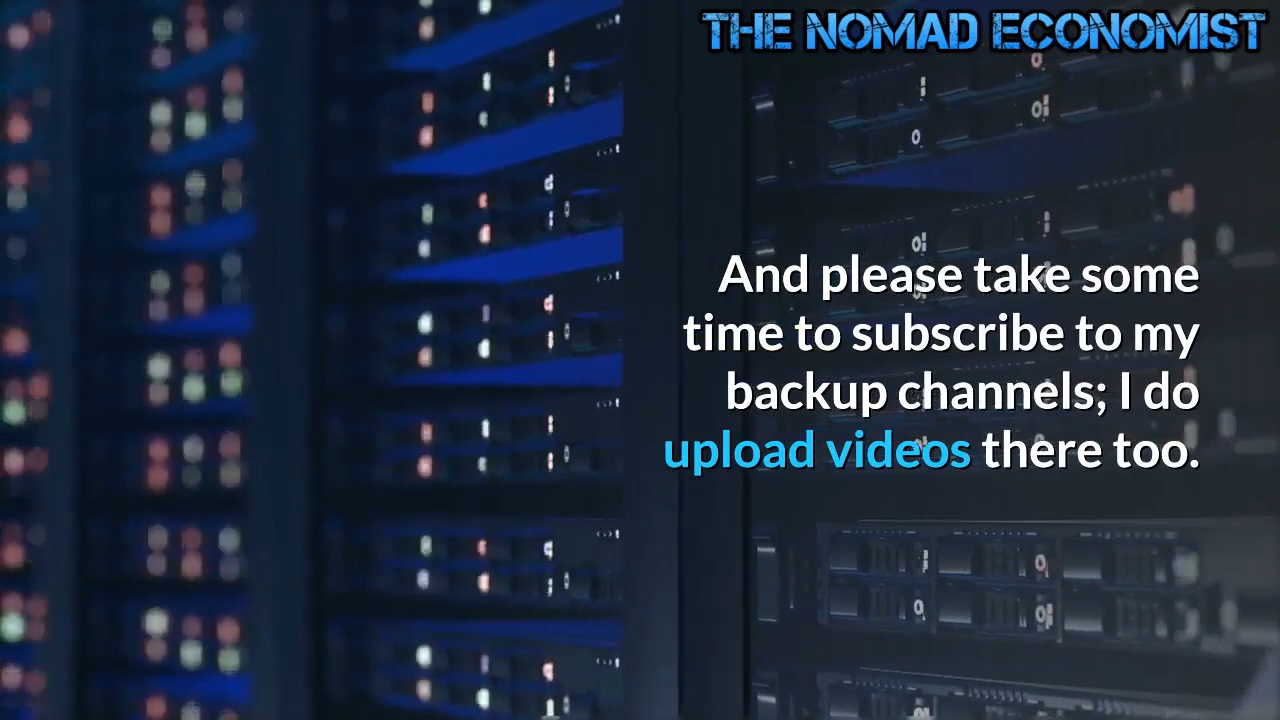 THE NOMAD ECONOMIST
And please take some
time to subscribe to my
backup channels; I do
upload videos there too.